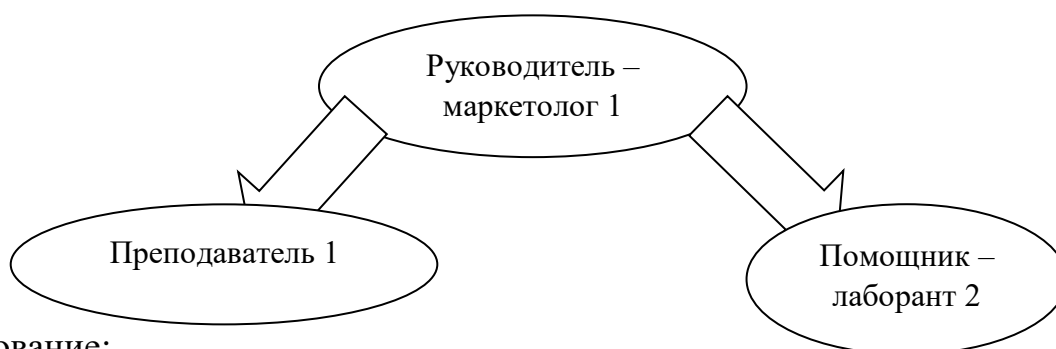 Руководитель –
маркетолог 1
Преподаватель 1
Помощник –
лаборант 2